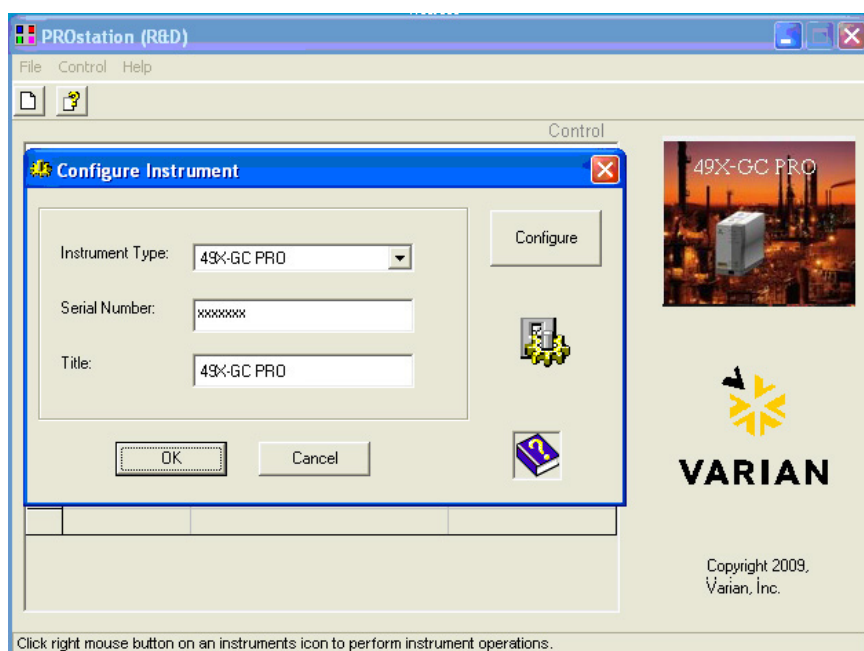 PROstation (R&D)
File Control Help
Control
Configure Instrument
49X-GC PRO
Instrument Type:
49X-GC PRO
Configure
Serial Number:
xxxxxxx
Title:
49X-GC PRO
OK
Cancel
VARIAN
Copyright 2009,
Varian, Inc.
Click right mouse button on an instruments icon to perform instrument operations.